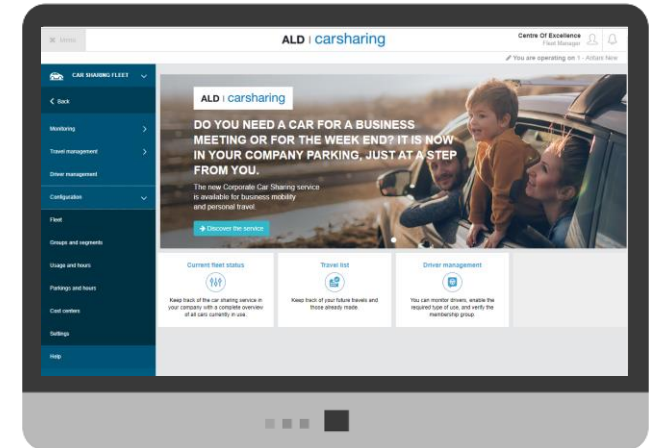 Menu
ALD | carsharing
Centre Of Excellence
Fleet Manager
You are operating on 1 - Aldlark New
CAR SHARING FLEET
Back
Monitoring
Travel management
Driver management
Configuration
Fleet
Groups and segments
Usage and hours
Parkings and hours
Cost centers
Settings
Help
ALD | carsharing
DO YOU NEED A CAR FOR A BUSINESS
MEETING OR FOR THE WEEK END? IT IS NOW
IN YOUR COMPANY PARKING, JUST AT A STEP
FROM YOU.
The new Corporate Car Sharing service
is available for business mobility
and personal travel.
Discover the service
Current fleet status
Keep track of the car sharing service in
your company with a complete overview
of all cars currently in use.
Travel list
Keep track of your future travels and
those already made.
Driver management
You can monitor drivers, enable the
required type of use, and verify the
membership group.